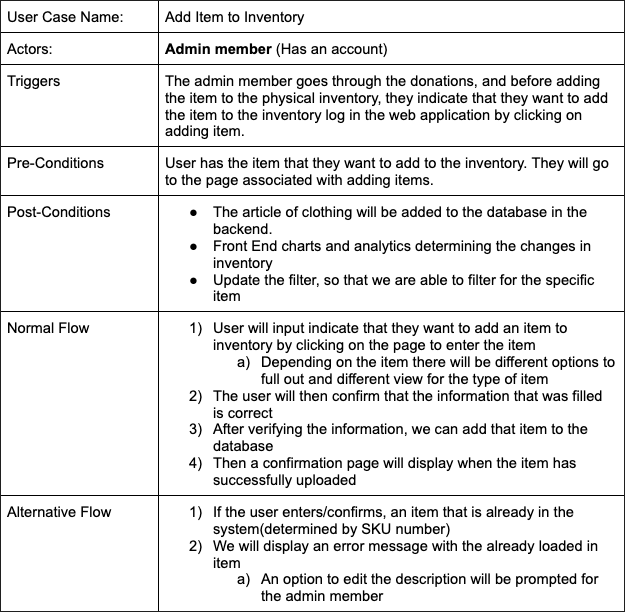 User Case Name:
Add Item to Inventory
Actors:
Admin member (Has an account)
Triggers
The admin member goes through the donations, and before adding
the item to the physical inventory, they indicate that they want to add
the item to the inventory log in the web application by clicking on
adding item.
Pre-Conditions
User has the item that they want to add to the inventory. They will go
to the page associated with adding items.
Post-Conditions
● The article of clothing will be added to the database in the
backend.
● Front End charts and analytics determining the changes in
inventory
● Update the filter, so that we are able to filter for the specific
item
Normal Flow
1) User will input indicate that they want to add an item to
inventory by clicking on the page to enter the item
a) Depending on the item there will be different options to
full out and different view for the type of item
2) The user will then confirm that the information that was filled
is correct
3) After verifying the information, we can add that item to the
database
4) Then a confirmation page will display when the item has
successfully uploaded
Alternative Flow
1) If the user enters/confirms, an item that is already in the
system(determined by SKU number)
2) We will display an error message with the already loaded in
item
a) An option to edit the description will be prompted for
the admin member